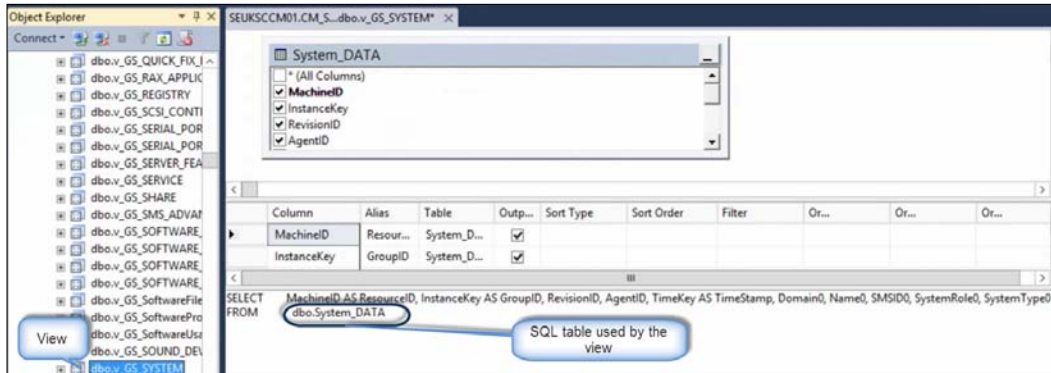 Object Explorer
SEUKSCCM01.CM_S...dbo.v_GS_SYSTEM*
Connect
dbo.v_GS_QUICK_FIX_
dbo.v_GS_RAX_APPLIC
dbo.v_GS_REGISTRY
dbo.v_GS_SCSI_CONTI
dbo.v_GS_SERIAL_POR
dbo.v_GS_SERIAL_POR
dbo.v_GS_SERVER_FEA
dbo.v_GS_SERVICE
dbo.v_GS_SHARE
dbo.v_GS_SMS_ADVAN
dbo.v_GS_SOFTWARE_
dbo.v_GS_SOFTWARE_
dbo.v_GS_SOFTWARE_
dbo.v_GS_SOFTWARE_
dbo.v_GS_SoftwareFile
dbo.v_GS_SoftwarePro
dbo.v_GS_SoftwareUsa
dbo.v_GS_SOUND_DEV
dbo.v_GS_SYSTEM
View
System_DATA
* (All Columns)
MachineID
InstanceKey
RevisionID
AgentID
Column Alias Table Outp... Sort Type Sort Order Filter Or... Or... Or...
MachineID Resour... System_D...
InstanceKey GroupID System_D...
SELECT MachineID AS ResourceID, InstanceKey AS GroupID, RevisionID, AgentID, TimeKey AS TimeStamp, Domain0, Name0, SMSID0, SystemRole0, SystemType0
FROM dbo.System_DATA
SQL table used by the
view